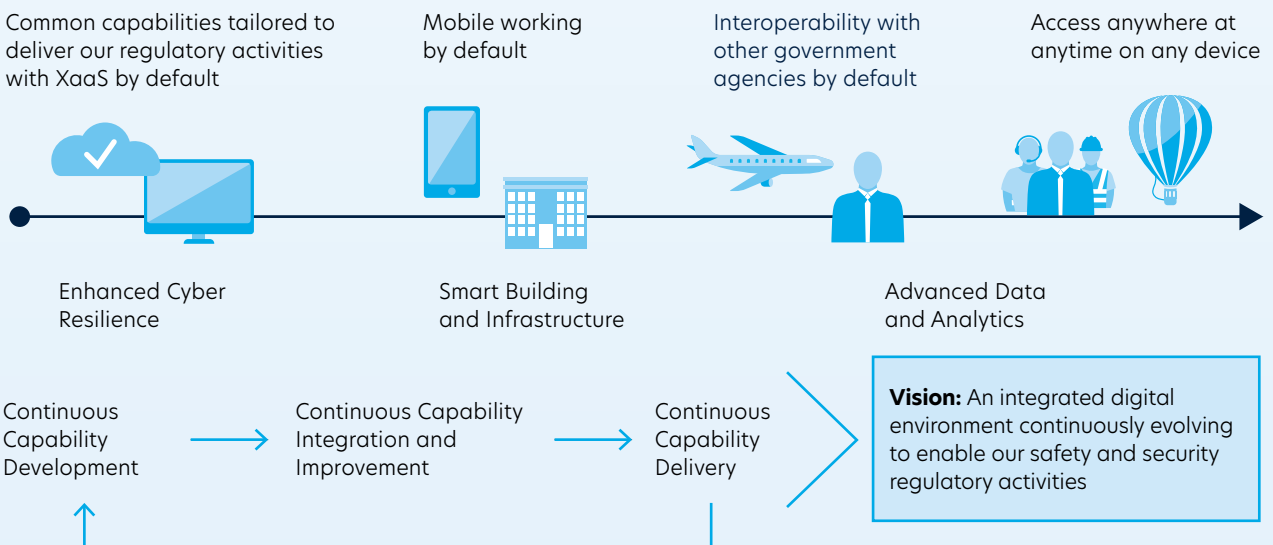 Common capabilities tailored to
deliver our regulatory activities
with XaaS by default
Mobile working
by default
Interoperability with
other government
agencies by default
Access anywhere at
anytime on any device
Enhanced Cyber
Resilience
Smart Building
and Infrastructure
Advanced Data
and Analytics
Continuous
Capability
Development
Continuous Capability
Integration and
Improvement
Continuous
Capability
Delivery
Vision: An integrated digital
environment continuously evolving
to enable our safety and security
regulatory activities